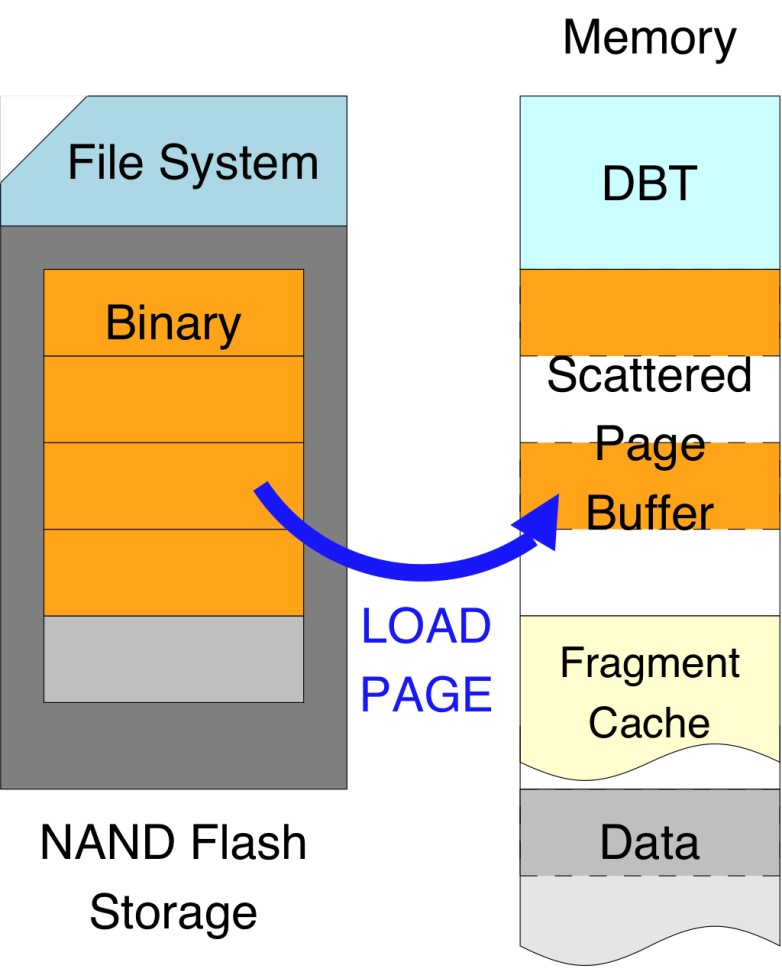 Memory
File System
DBT
Binary
Scattered
Page
Buffer
LOAD
PAGE
Fragment
Cache
NAND Flash
Storage
Data